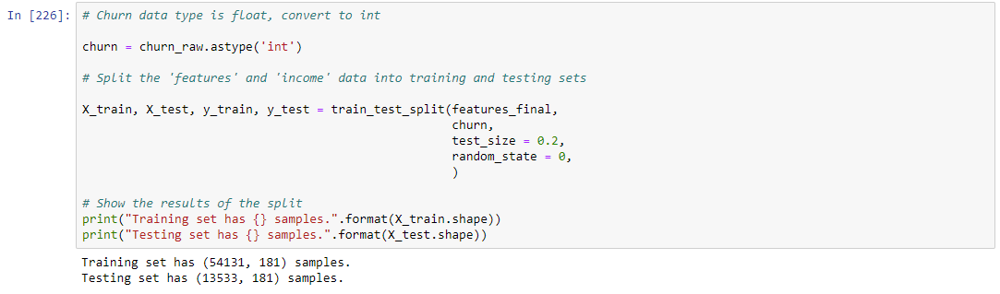 In [226]: # Churn data type is float, convert to int
churn = churn_raw.astype('int')
# Split the 'features' and 'income' data into training and testing sets
X_train, X_test, y_train, y_test = train_test_split(features_final,
churn,
test_size = 0.2,
random_state = 0,
)
# Show the results of the split
print("Training set has {} samples.".format(X_train.shape))
print("Testing set has {} samples.".format(X_test.shape))
Training set has (54131, 181) samples.
Testing set has (13533, 181) samples.